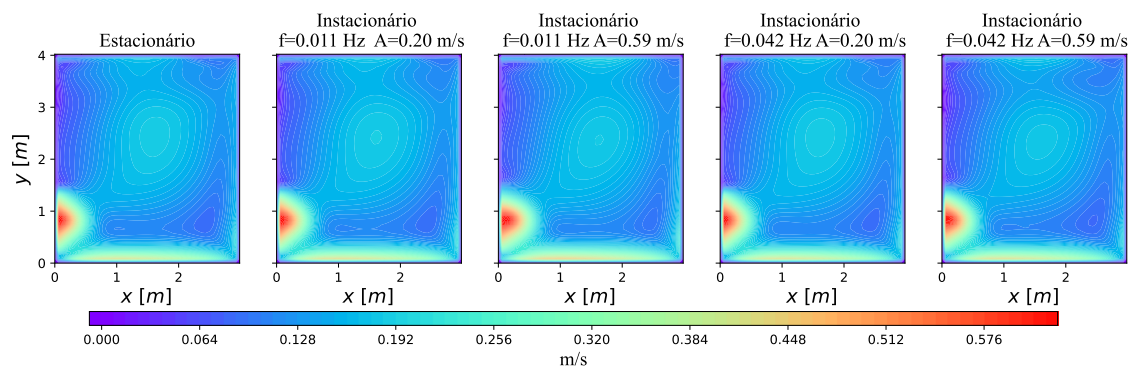 Estacionário
Instacionário
f=0.011 Hz A=0.20 m/s
Instacionário
f=0.011 Hz A=0.59 m/s
Instacionário
f=0.042 Hz A=0.20 m/s
Instacionário
f=0.042 Hz A=0.59 m/s
y [m]
4
3
2
1
0
0 1 2
0 1 2
0 1 2
0 1 2
0 1 2
x [m]
x [m]
x [m]
x [m]
x [m]
0.000 0.064 0.128 0.192 0.256 0.320 0.384 0.448 0.512 0.576
m/s